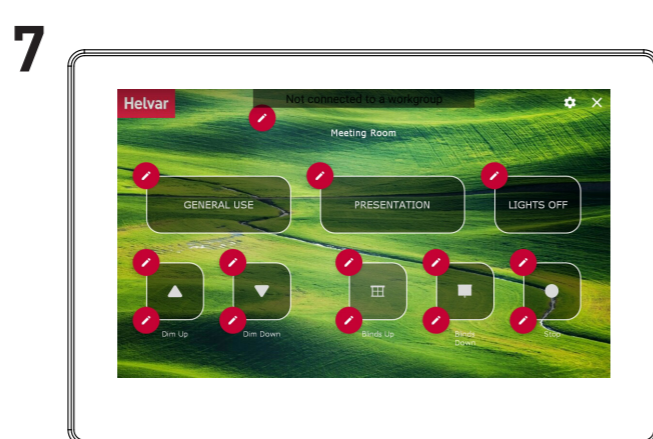 7
Helvar
Not connected to a workgroup
Meeting Room
GENERAL USE
PRESENTATION
LIGHTS OFF
Dim Up
Dim Down
Blinds Up
Blinds
Down
Stop